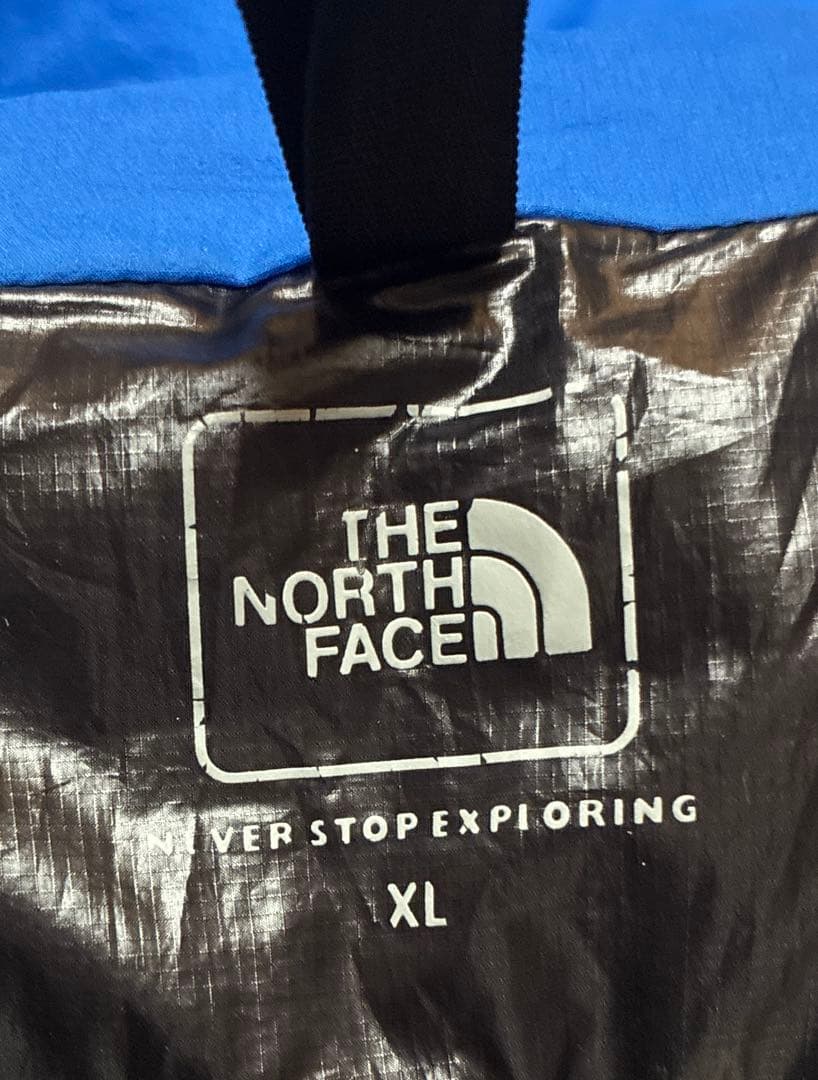 THE
NORTH
FACE
NEVER STOP EXPLORING
XL